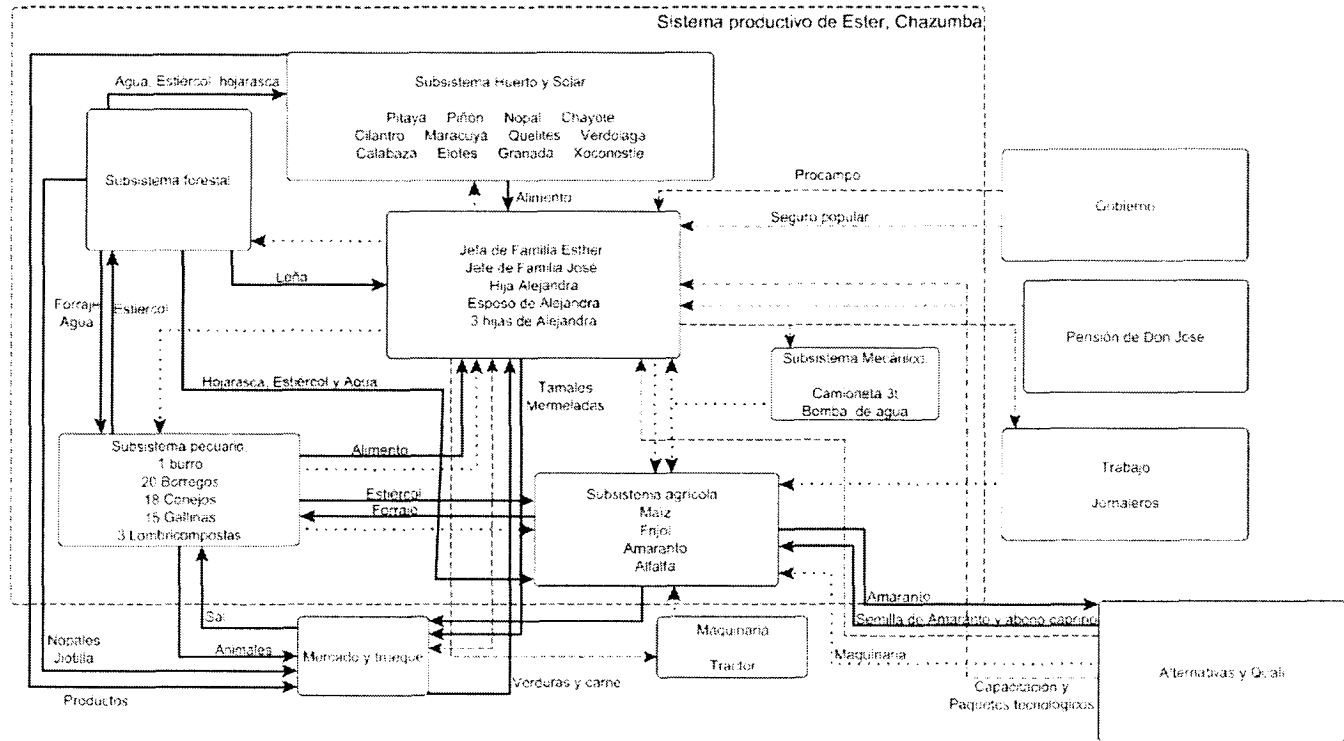 Sistema productivo de Ester, Chazumba
Agua, Estiércol hojarasca
Subsistema Huerto y Solar
Pitaya Piñón Nopal Chayote
Cilantro Maracuyá Quelites Verdolaga
Calabaza Elotes Granada Xoconostle
Subsistema forestal
Alimento
Procampo
Seguro popular
Gobierno
Jefa de Familia Esther
Jefe de Familia José
Hija Alejandra
Esposo de Alejandra
3 hijas de Alejandra
Leña
Forraje
Agua
Estiércol
Pensión de Don José
Subsistema Mecánico
Camioneta 3t
Bomba de agua
Hojarasca, Estiércol y Agua
Tamales
Mermeladas
Subsistema pecuario
1 burro
20 Borregos
18 Conejos
15 Gallinas
3 Lombricompostas
Alimento
Estiércol
Forraje
Subsistema agrícola
Maíz
Frijol
Amaranto
Alfalfa
Trabajo
Jornaleros
Amaranto
Semilla de Amaranto y abono caprino
Sal
Animales
Nopales
Jiotilla
Productos
Mercado y trueque
Verduras y carne
Maquinaria
Tractor
Maquinaria
Capacitación y
Paquetes tecnológicos
Alternativas y Quali